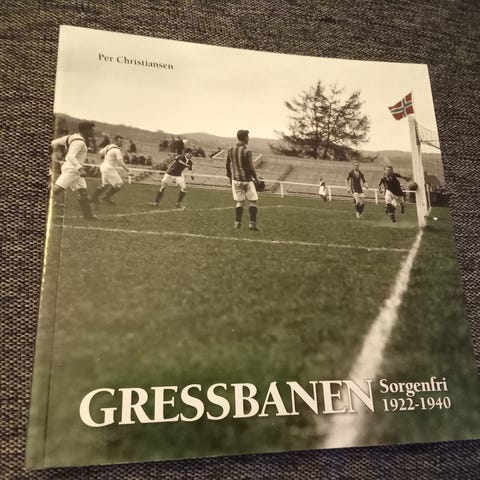 Per Christiansen
GRESSBANEN
Sorgenfri
1922-1940